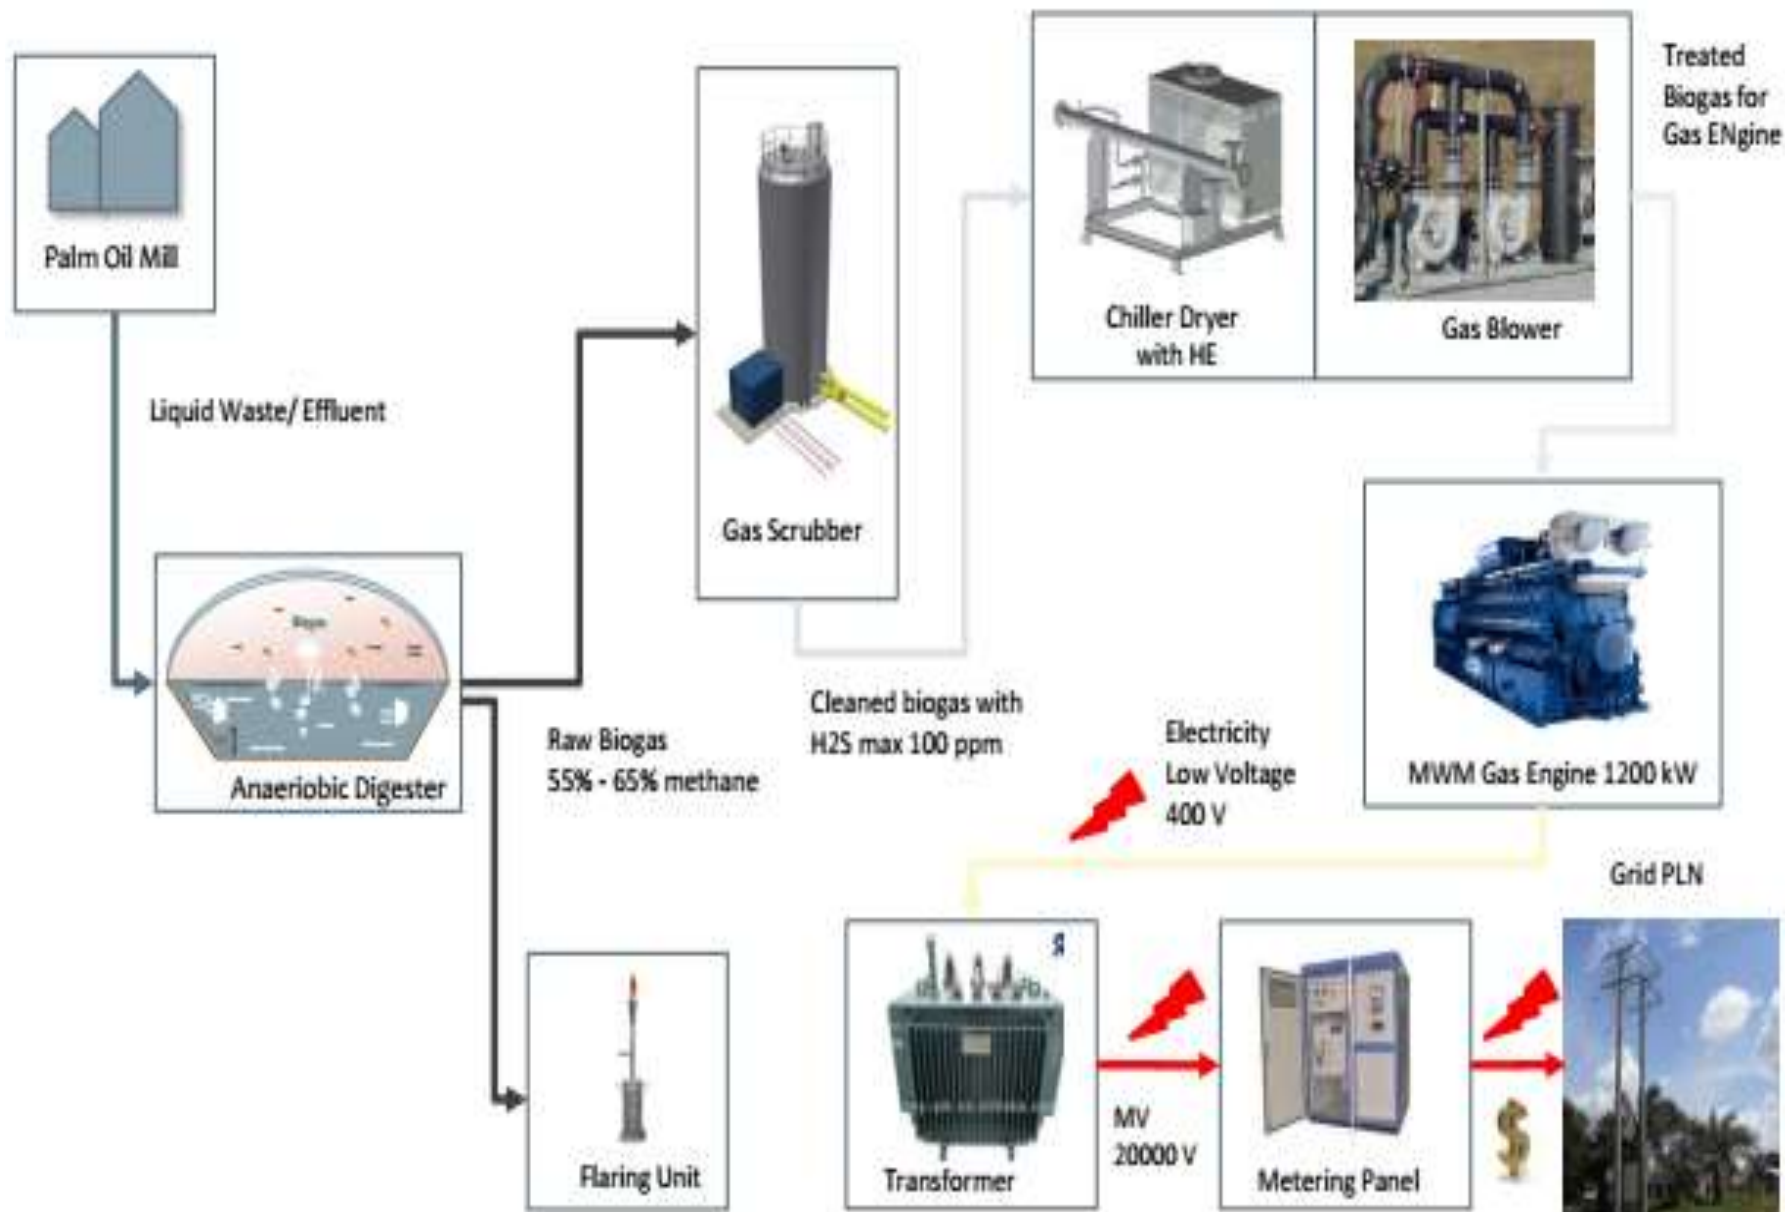 Palm Oil Mill
Liquid Waste/ Effluent
Biogas
Anaeriobic Digester
Raw Biogas
55% - 65% methane
Flaring Unit
Gas Scrubber
Cleaned biogas with
H2S max 100 ppm
Chiller Dryer
with HE
Gas Blower
Treated
Biogas for
Gas ENgine
MWM Gas Engine 1200 kW
Electricity
Low Voltage
400 V
Transformer
MV
20000 V
Metering Panel
$
Grid PLN